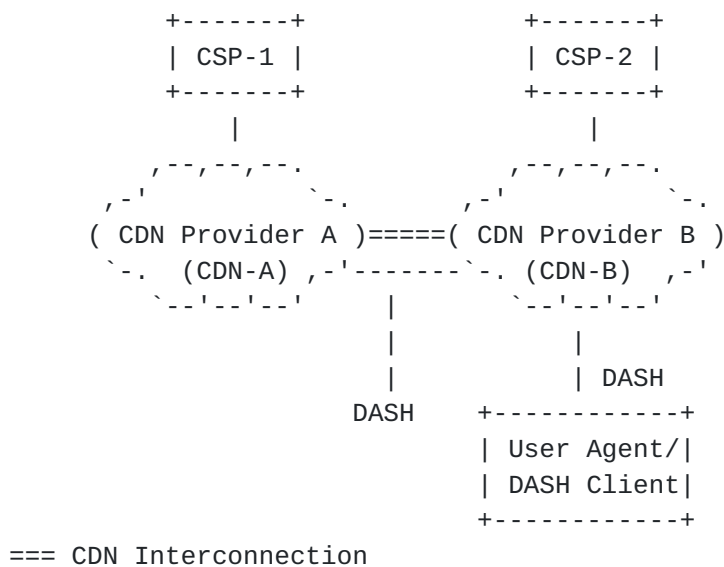 +-------+ +-------+
| CSP-1 | | CSP-2 |
+-------+ +-------+
| |
,--,--,--. ,--,--,--.
,-' `-. ,-' `-.
( CDN Provider A )=====( CDN Provider B )
`-. (CDN-A) ,-'-------`-. (CDN-B) ,-'
`--'--'--' | `--'--'--'
| |
| | DASH
DASH +------------+
| User Agent/|
| DASH Client|
+------------+
=== CDN Interconnection